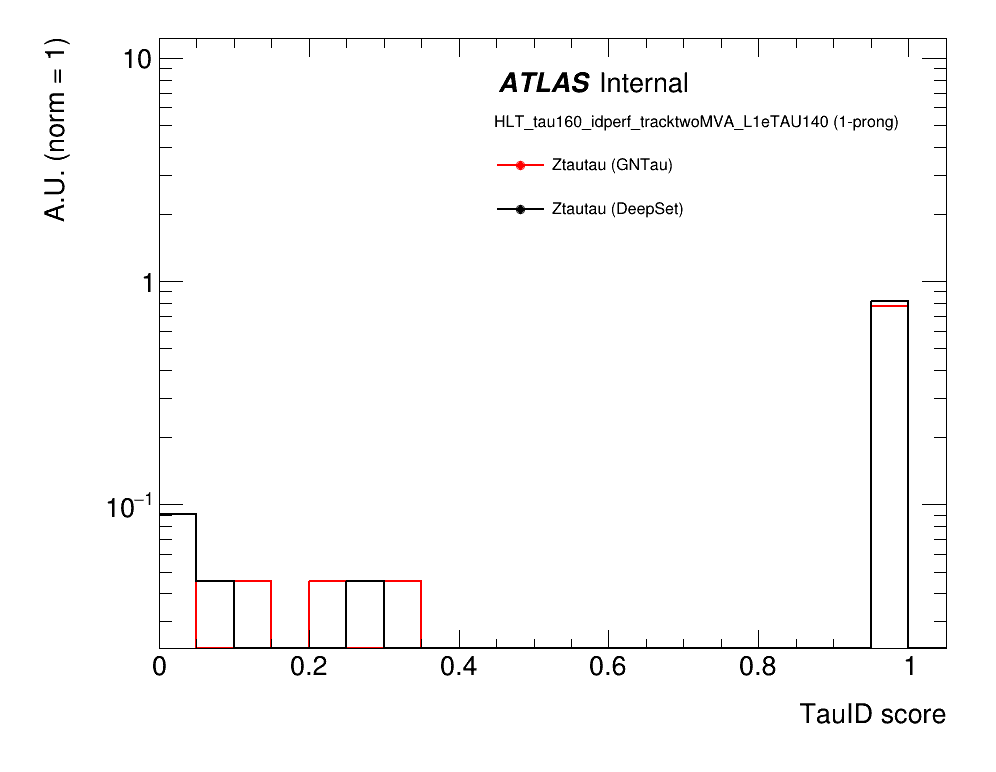 A.U. (norm = 1)
10
1
10⁻¹
ATLAS Internal
HLT_tau160_idperf_tracktwoMVA_L1eTAU140 (1-prong)
Ztautau (GNTau)
Ztautau (DeepSet)
0 0.2 0.4 0.6 0.8 1
TauID score